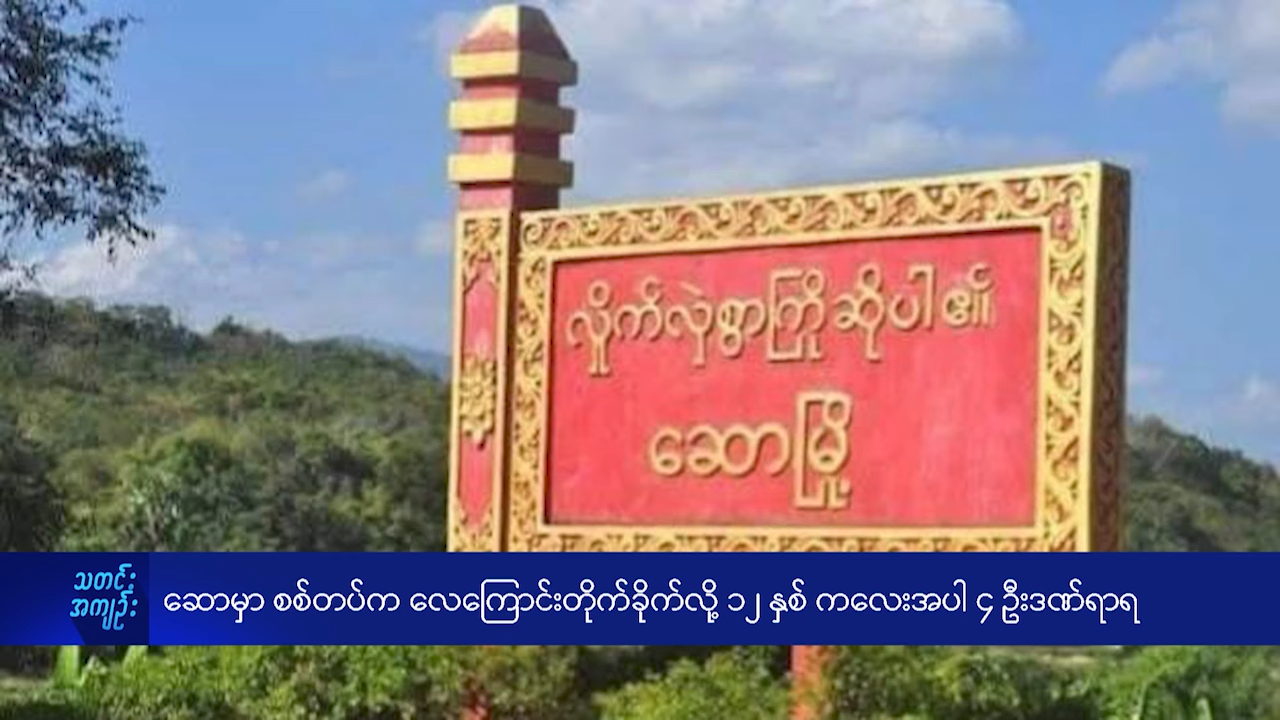 လှိုက်လှဲစွာကြိုဆိုပါ၏
ဆောမြို့
သတင်း
အကျဉ်း
ဆောမှာ စစ်တပ်က လေကြောင်းတိုက်ခိုက်လို့ ၁၂ နှစ် ကလေးအပါ ၄ ဦးဒဏ်ရာရ